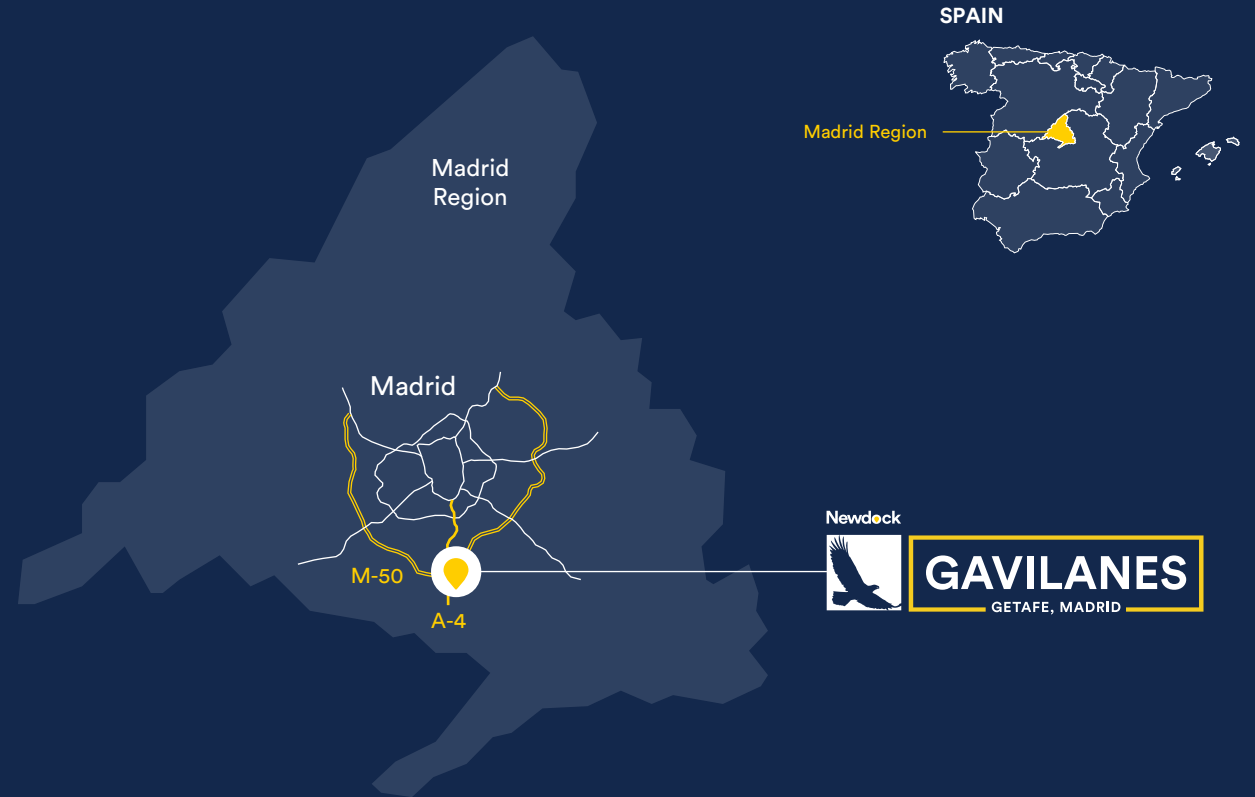 SPAIN
Madrid Region
Madrid
Region
Madrid
Newdock
GAVILANES
GETAFE, MADRID
M-50
A-4